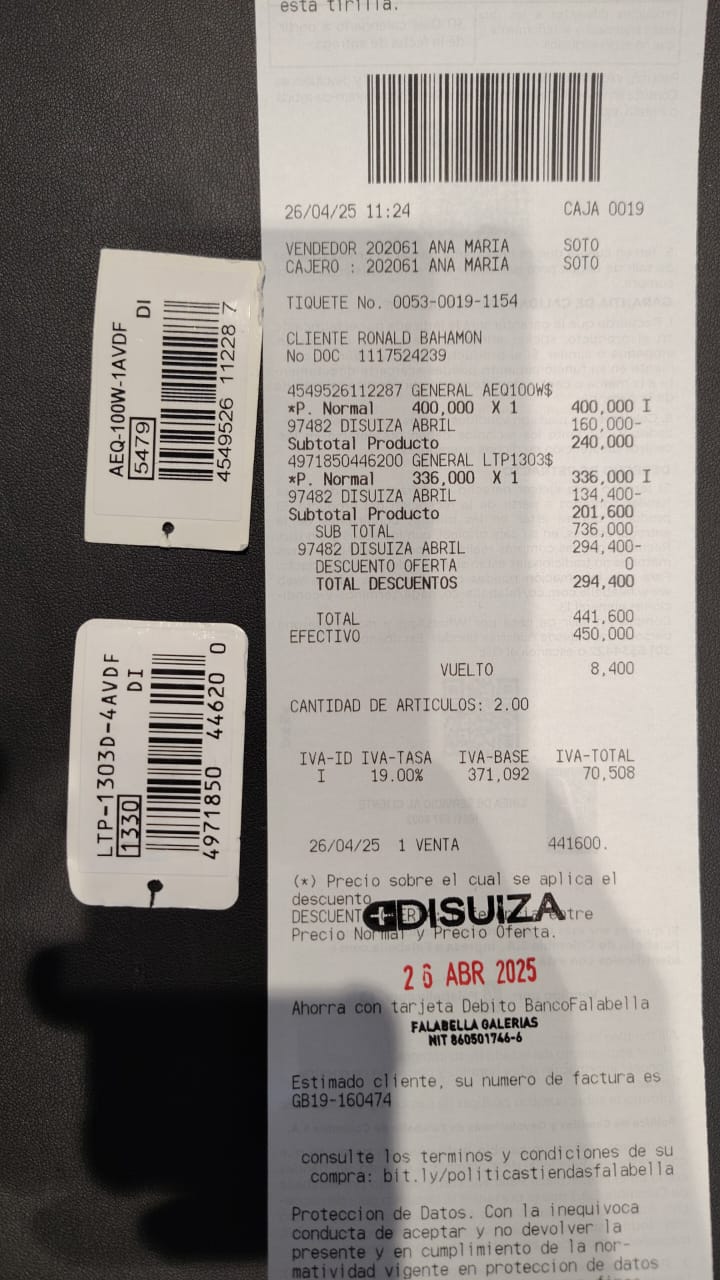 esta tirilla.
26/04/25 11:24 CAJA 0019
VENDEDOR 202061 ANA MARIA SOTO
CAJERO : 202061 ANA MARIA SOTO
TIQUETE No. 0053-0019-1154
CLIENTE RONALD BAHAMON
No DOC 1117524239
4549526112287 GENERAL AEQ100W$
*P. Normal 400,000 X 1 400,000 I
97482 DISUIZA ABRIL 160,000-
Subtotal Producto 240,000
4971850446200 GENERAL LTP1303$
*P. Normal 336,000 X 1 336,000 I
97482 DISUIZA ABRIL 134,400-
Subtotal Producto 201,600
SUB TOTAL 736,000
97482 DISUIZA ABRIL 294,400-
DESCUENTO OFERTA 0
TOTAL DESCUENTOS 294,400
TOTAL 441,600
EFECTIVO 450,000
VUELTO 8,400
CANTIDAD DE ARTICULOS: 2.00
IVA-ID IVA-TASA IVA-BASE IVA-TOTAL
I 19.00% 371,092 70,508
26/04/25 1 VENTA 441600.
(*) Precio sobre el cual se aplica el
descuento
DISUIZA
Precio Normal y Precio Oferta.
26 ABR 2025
Ahorra con tarjeta Debito BancoFalabella
FALABELLA GALERIAS
NIT 860501746-6
Estimado cliente, su numero de factura es
GB19-160474
consulte los terminos y condiciones de su
compra: bit.ly/politicastiendasfalabella
Proteccion de Datos. Con la inequivoca
conducta de aceptar y no devolver la
presente y en cumplimiento de la nor-
matividad vigente en proteccion de datos
AEQ-100W-1AVDF
DI
5479
4549526 11228 7
LTP-1303D-4AVDF
DI
1330
4971850 44620 0